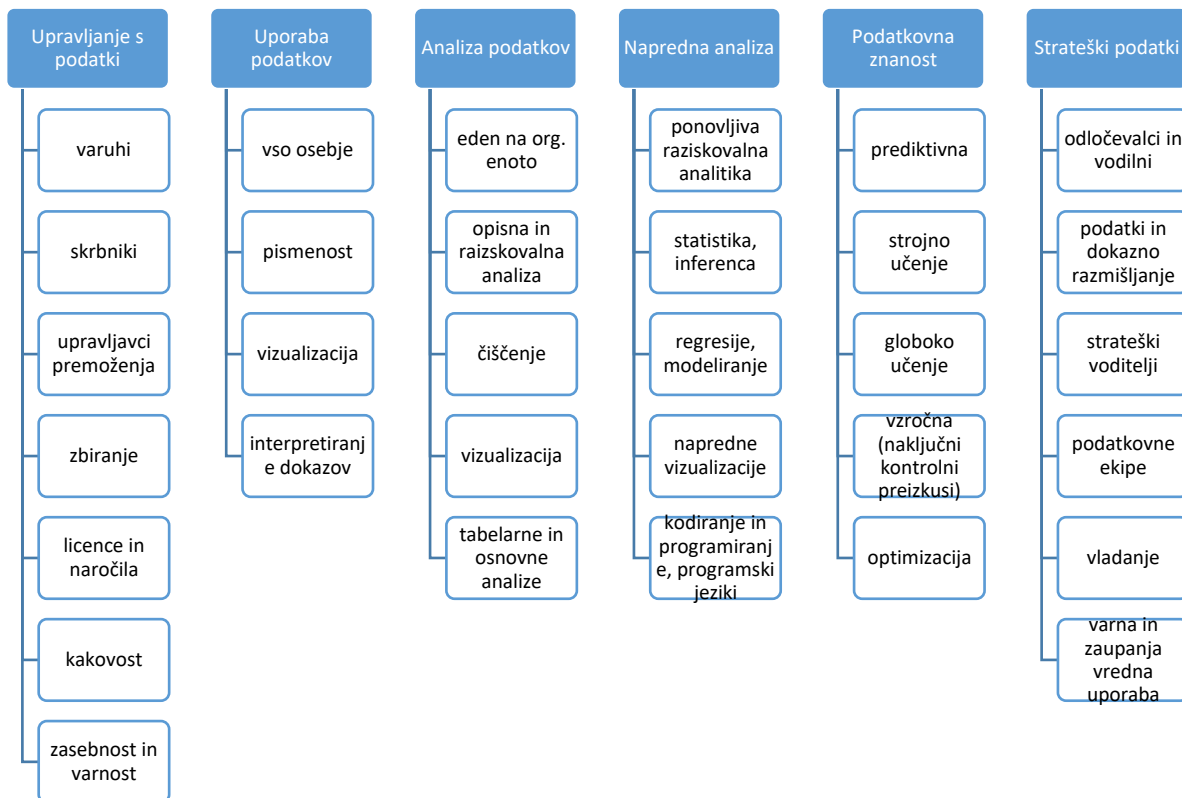 Upravljanje s
podatki
varuhi
skrbniki
upravljavci
premoženja
zbiranje
licence in
naročila
kakovost
zasebnost in
varnost
Uporaba
podatkov
vso osebje
pismenost
vizualizacija
interpretiranj
e dokazov
Analiza podatkov
eden na org.
enoto
opisna in
raizskovalna
analiza
čiščenje
vizualizacija
tabelarne in
osnovne
analize
Napredna analiza
ponovljiva
raziskovalna
analitika
statistika,
inferenca
regresije,
modeliranje
napredne
vizualizacije
kodiranje in
programiranj
e, programski
jeziki
Podatkovna
znanost
prediktivna
strojno
učenje
globoko
učenje
vzročna
(naključni
kontrolni
preizkusi)
optimizacija
Strateški podatki
odločevalci in
vodilni
podatki in
dokazno
razmišljanje
strateški
voditelji
podatkovne
ekipe
vladanje
varna in
zaupanja
vredna
uporaba